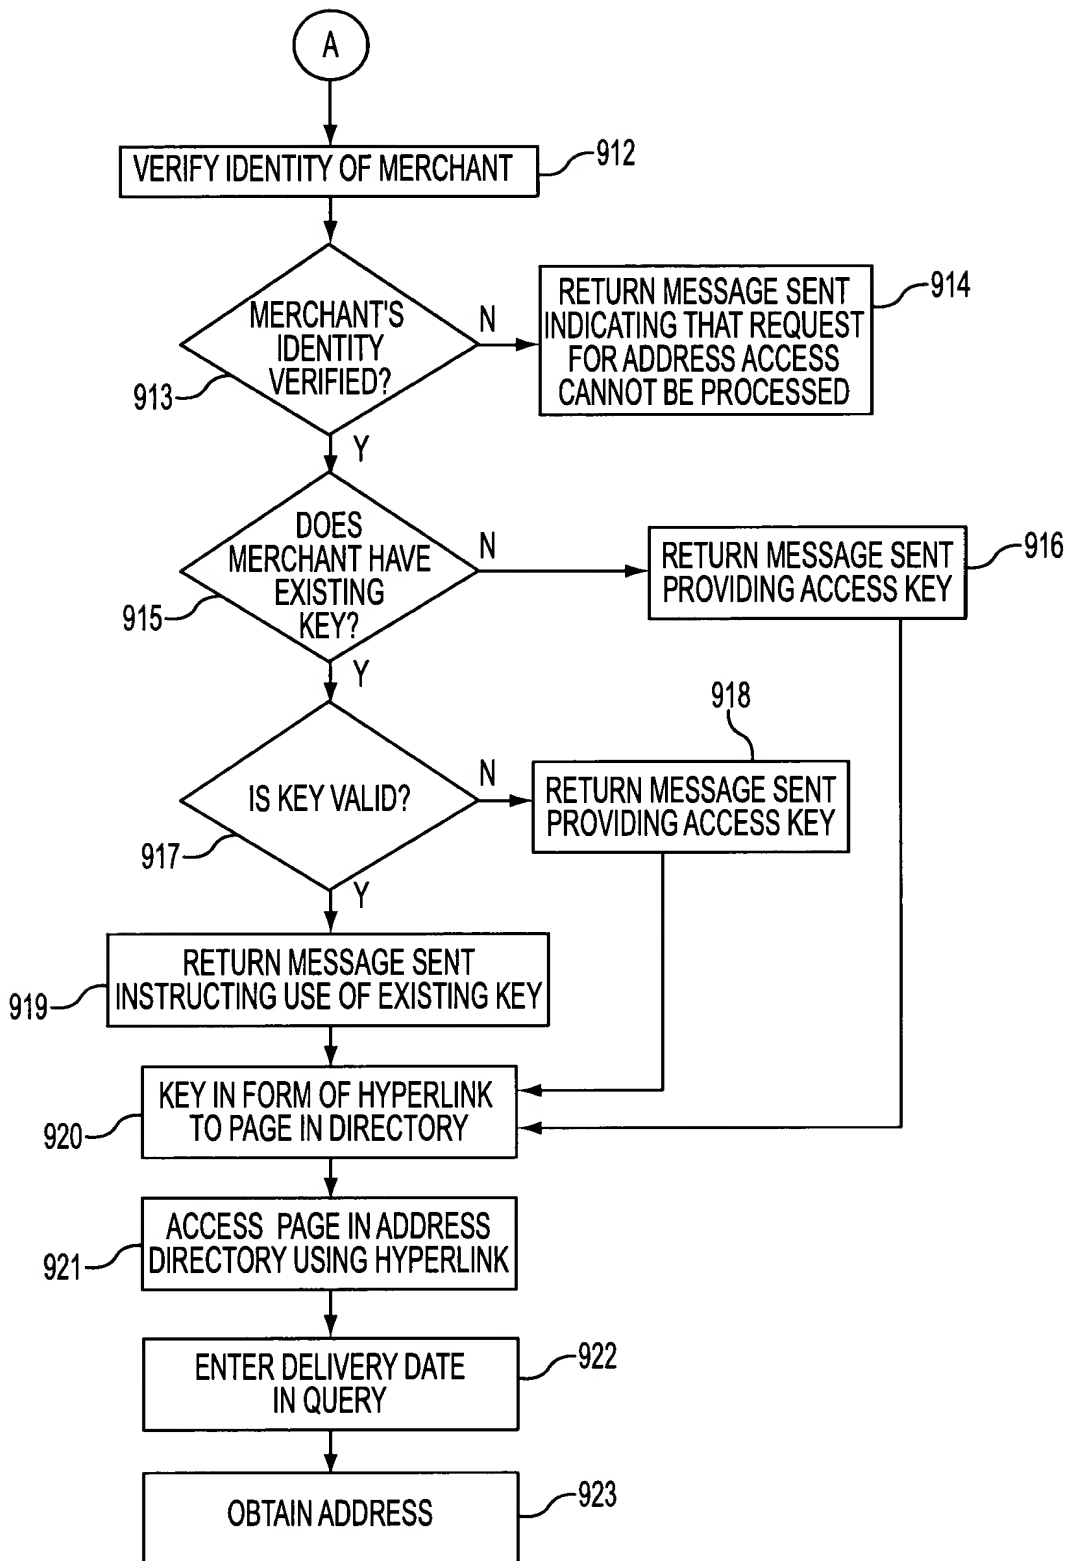 A
VERIFY IDENTITY OF MERCHANT
912
MERCHANT'S
IDENTITY
VERIFIED?
913
N
RETURN MESSAGE SENT
INDICATING THAT REQUEST
FOR ADDRESS ACCESS
CANNOT BE PROCESSED
914
Y
DOES
MERCHANT HAVE
EXISTING
KEY?
915
N
RETURN MESSAGE SENT
PROVIDING ACCESS KEY
916
Y
IS KEY VALID?
917
N
918
RETURN MESSAGE SENT
PROVIDING ACCESS KEY
Y
RETURN MESSAGE SENT
INSTRUCTING USE OF EXISTING KEY
919
KEY IN FORM OF HYPERLINK
TO PAGE IN DIRECTORY
920
ACCESS PAGE IN ADDRESS
DIRECTORY USING HYPERLINK
921
ENTER DELIVERY DATE
IN QUERY
922
OBTAIN ADDRESS
923